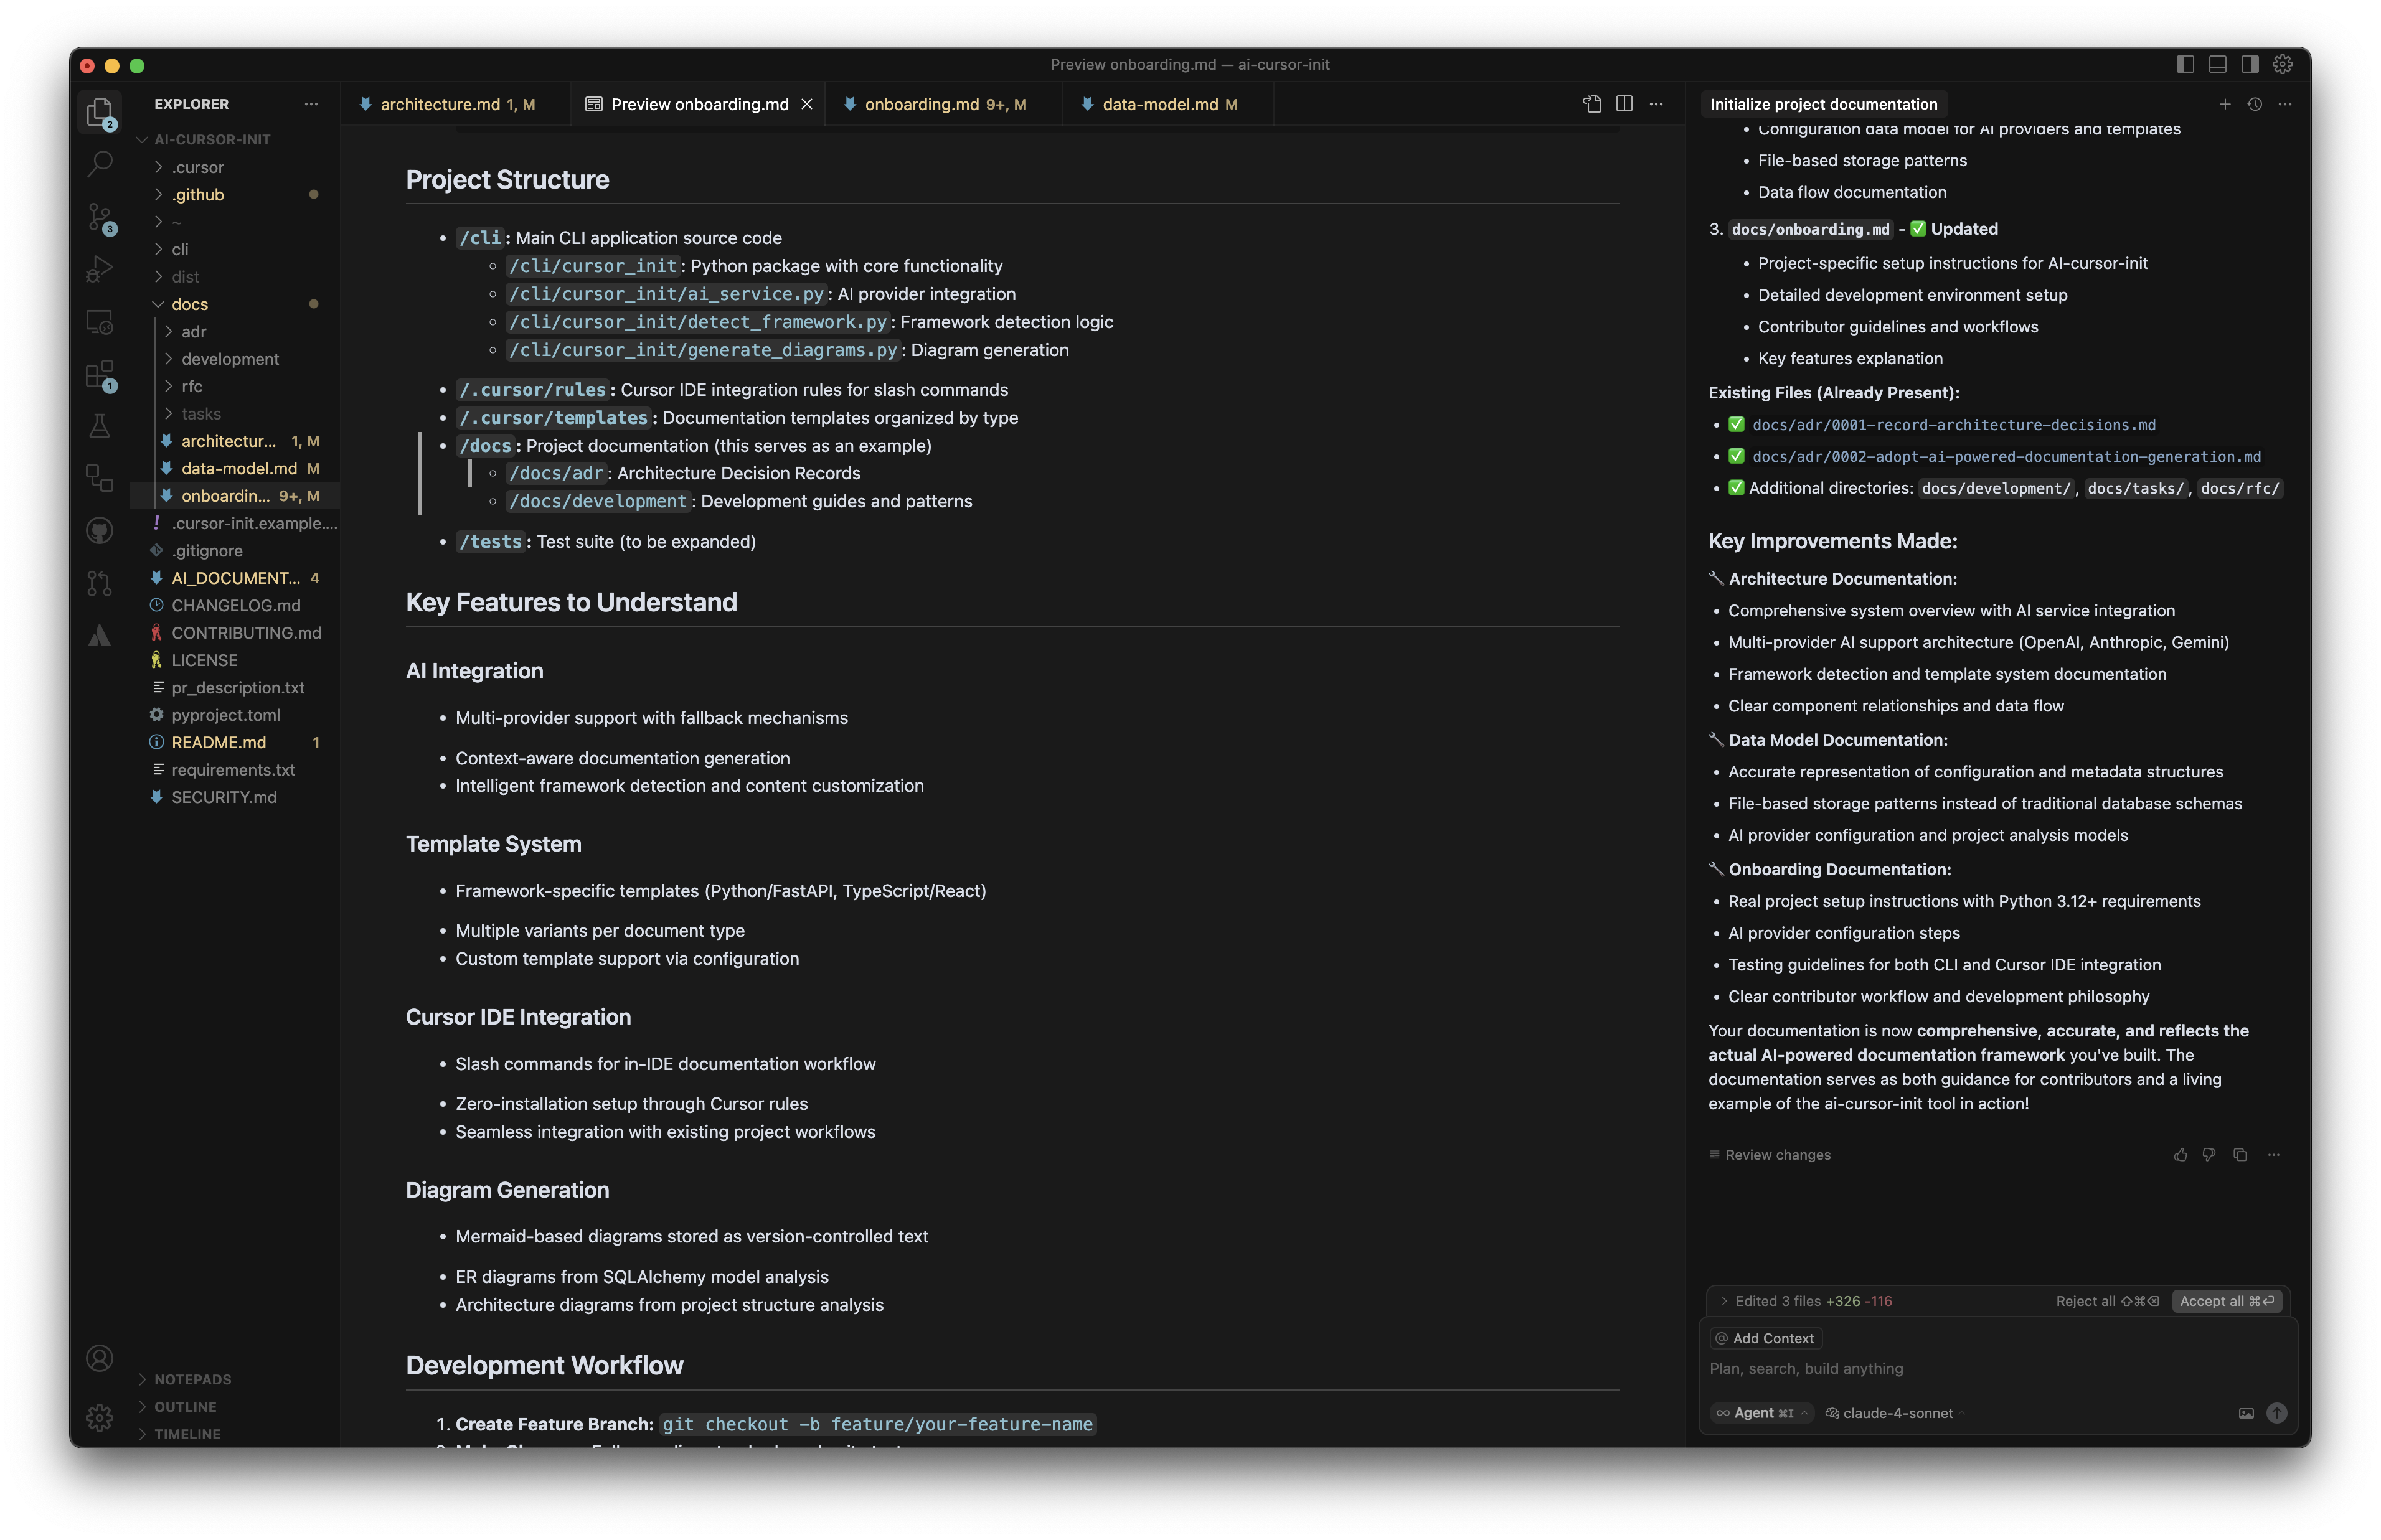 Preview onboarding.md — ai-cursor-init
EXPLORER
AI-CURSOR-INIT
.cursor
.github
~
cli
dist
docs
adr
development
rfc
tasks
architectur... 1, M
data-model.md M
onboardin... 9+, M
.cursor-init.example....
.gitignore
AI_DOCUMENT... 4
CHANGELOG.md
CONTRIBUTING.md
LICENSE
pr_description.txt
pyproject.toml
README.md 1
requirements.txt
SECURITY.md
NOTEPADS
OUTLINE
TIMELINE
2
3
1
architecture.md 1, M
Preview onboarding.md
onboarding.md 9+, M
data-model.md M
Project Structure
/cli: Main CLI application source code
/cli/cursor_init: Python package with core functionality
/cli/cursor_init/ai_service.py: AI provider integration
/cli/cursor_init/detect_framework.py: Framework detection logic
/cli/cursor_init/generate_diagrams.py: Diagram generation
/.cursor/rules: Cursor IDE integration rules for slash commands
/.cursor/templates: Documentation templates organized by type
/docs: Project documentation (this serves as an example)
/docs/adr: Architecture Decision Records
/docs/development: Development guides and patterns
/tests: Test suite (to be expanded)
Key Features to Understand
AI Integration
Multi-provider support with fallback mechanisms
Context-aware documentation generation
Intelligent framework detection and content customization
Template System
Framework-specific templates (Python/FastAPI, TypeScript/React)
Multiple variants per document type
Custom template support via configuration
Cursor IDE Integration
Slash commands for in-IDE documentation workflow
Zero-installation setup through Cursor rules
Seamless integration with existing project workflows
Diagram Generation
Mermaid-based diagrams stored as version-controlled text
ER diagrams from SQLAlchemy model analysis
Architecture diagrams from project structure analysis
Development Workflow
1. Create Feature Branch: git checkout -b feature/your-feature-name
Initialize project documentation
Configuration data model for AI providers and templates
File-based storage patterns
Data flow documentation
3. docs/onboarding.md - ✅ Updated
Project-specific setup instructions for AI-cursor-init
Detailed development environment setup
Contributor guidelines and workflows
Key features explanation
Existing Files (Already Present):
✅ docs/adr/0001-record-architecture-decisions.md
✅ docs/adr/0002-adopt-ai-powered-documentation-generation.md
✅ Additional directories: docs/development/, docs/tasks/, docs/rfc/
Key Improvements Made:
🔧 Architecture Documentation:
Comprehensive system overview with AI service integration
Multi-provider AI support architecture (OpenAI, Anthropic, Gemini)
Framework detection and template system documentation
Clear component relationships and data flow
🔧 Data Model Documentation:
Accurate representation of configuration and metadata structures
File-based storage patterns instead of traditional database schemas
AI provider configuration and project analysis models
🔧 Onboarding Documentation:
Real project setup instructions with Python 3.12+ requirements
AI provider configuration steps
Testing guidelines for both CLI and Cursor IDE integration
Clear contributor workflow and development philosophy
Your documentation is now comprehensive, accurate, and reflects the
actual AI-powered documentation framework you've built. The
documentation serves as both guidance for contributors and a living
example of the ai-cursor-init tool in action!
Review changes
Edited 3 files +326 -116
Reject all ⇧⌘⌫
Accept all ⌘⏎
@ Add Context
Plan, search, build anything
∞ Agent ⌘I
claude-4-sonnet